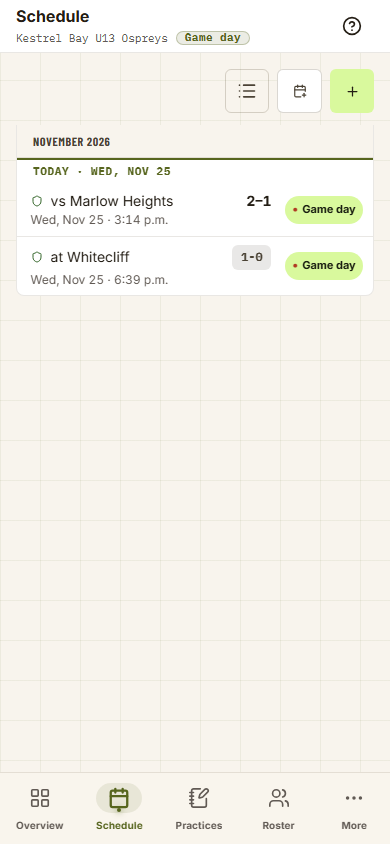 Schedule
Kestrel Bay U13 Ospreys Game day
NOVEMBER 2026
TODAY · WED, NOV 25
vs Marlow Heights 2–1
Wed, Nov 25 · 3:14 p.m. Game day
at Whitecliff 1-0
Wed, Nov 25 · 6:39 p.m. Game day
Overview Schedule Practices Roster More